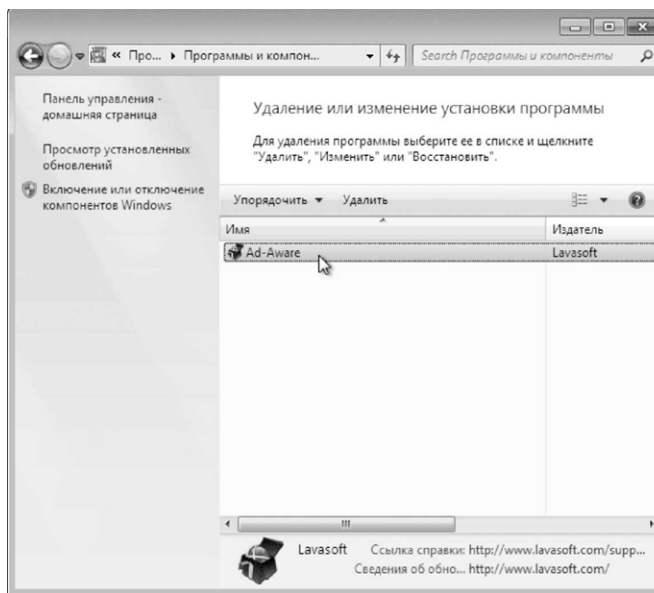 « Про... Программы и компон... Search Программы и компоненты
Панель управления -
домашняя страница
Просмотр установленных
обновлений
Включение или отключение
компонентов Windows
Удаление или изменение установки программы
Для удаления программы выберите ее в списке и щелкните
"Удалить", "Изменить" или "Восстановить".
Упорядочить Удалить
Имя Издатель
Ad-Aware Lavasoft
Lavasoft Ссылка справки: http://www.lavasoft.com/supp...
Сведения об обно... http://www.lavasoft.com/